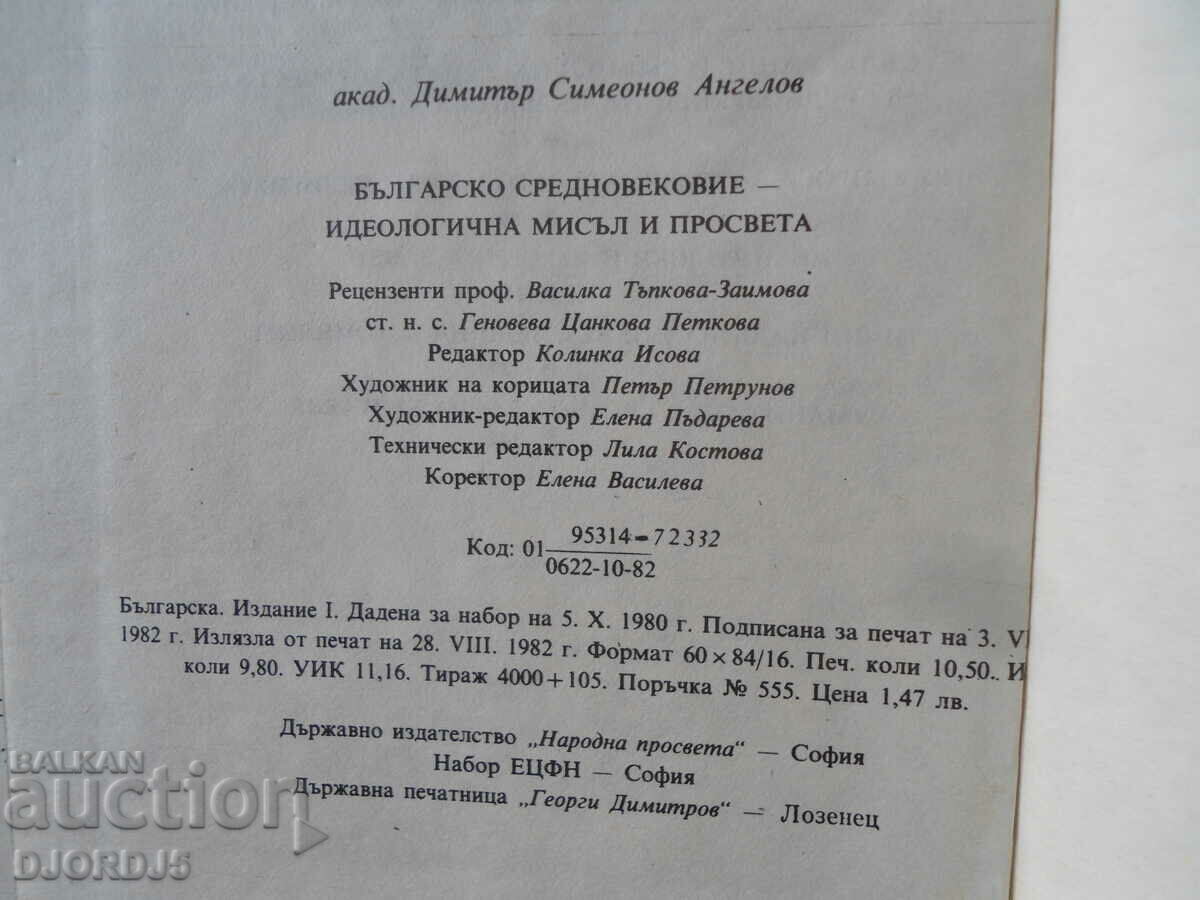 акад. Димитър Симеонов Ангелов
БЪЛГАРСКО СРЕДНОВЕКОВИЕ —
ИДЕОЛОГИЧНА МИСЪЛ И ПРОСВЕТА
Рецензенти проф. Василка Тъпкова-Заимова
ст. н. с. Геновева Цанкова Петкова
Редактор Колинка Исова
Художник на корицата Петър Петрунов
Художник-редактор Елена Пъдарева
Технически редактор Лила Костова
Коректор Елена Василева
95314-72332
Код: 01
0622-10-82
Българска. Издание I. Дадена за набор на 5. X. 1980 г. Подписана за печат на 3.
1982 г. Излязла от печат на 28. VIII. 1982 г. Формат 60×84/16. Печ. коли 10,50.
коли 9,80. УИК 11,16. Тираж 4000+105. Поръчка № 555. Цена 1,47 лв.
Държавно издателство „Народна просвета“ — София
Набор ЕЦФН — София
Държавна печатница „Георги Димитров“ — Лозенец
BALKAN
auction
DJORDJ5